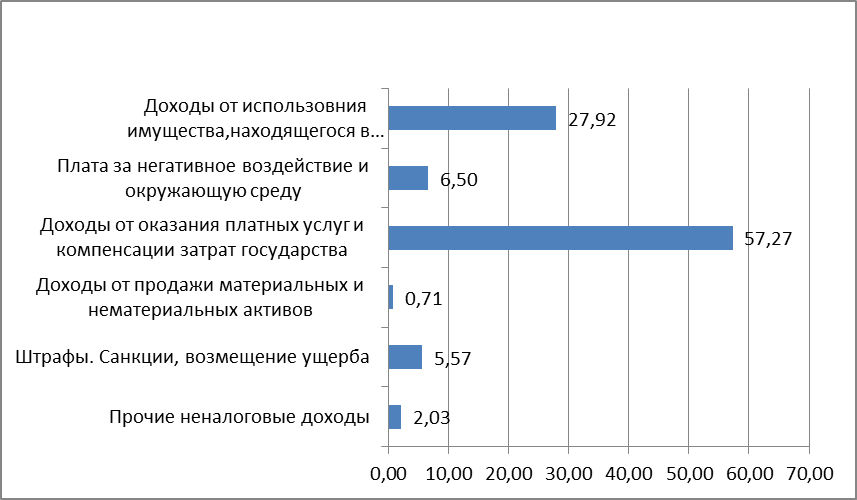 Доходы от использовния
имущества,находящегося в…
27,92
Плата за негативное воздействие и
окружающую среду
6,50
Доходы от оказания платных услуг и
компенсации затрат государства
57,27
Доходы от продажи материальных и
нематериальных активов
0,71
Штрафы. Санкции, возмещение ущерба
5,57
Прочие неналоговые доходы
2,03
0,00 10,00 20,00 30,00 40,00 50,00 60,00 70,00